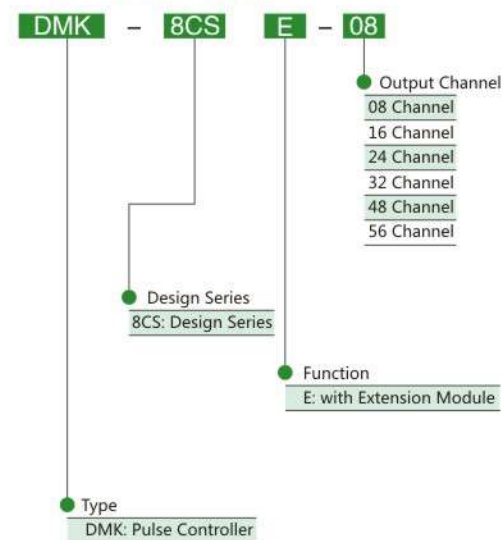 DMK – 8CS E – 08
Output Channel
08 Channel
16 Channel
24 Channel
32 Channel
48 Channel
56 Channel
Design Series
8CS: Design Series
Function
E: with Extension Module
Type
DMK: Pulse Controller